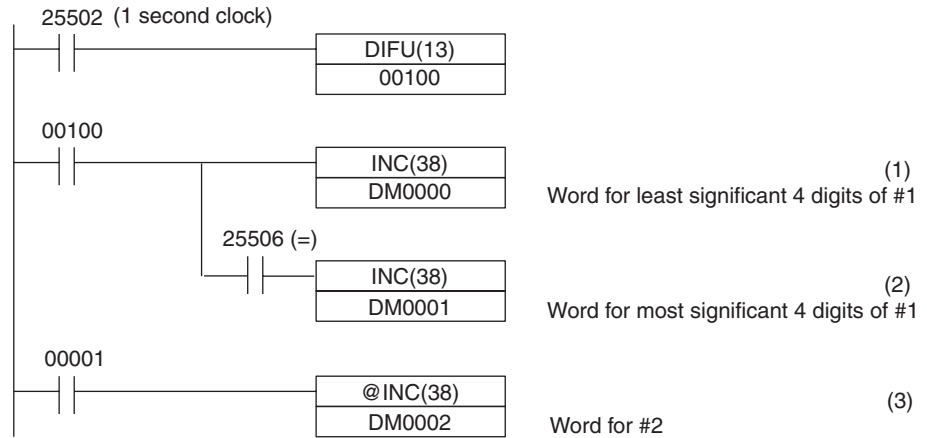 25502 (1 second clock)
DIFU(13)
00100
00100
INC(38)
(1)
DM0000
Word for least significant 4 digits of #1
25506 (=)
INC(38)
(2)
DM0001
Word for most significant 4 digits of #1
00001
@INC(38)
(3)
DM0002
Word for #2